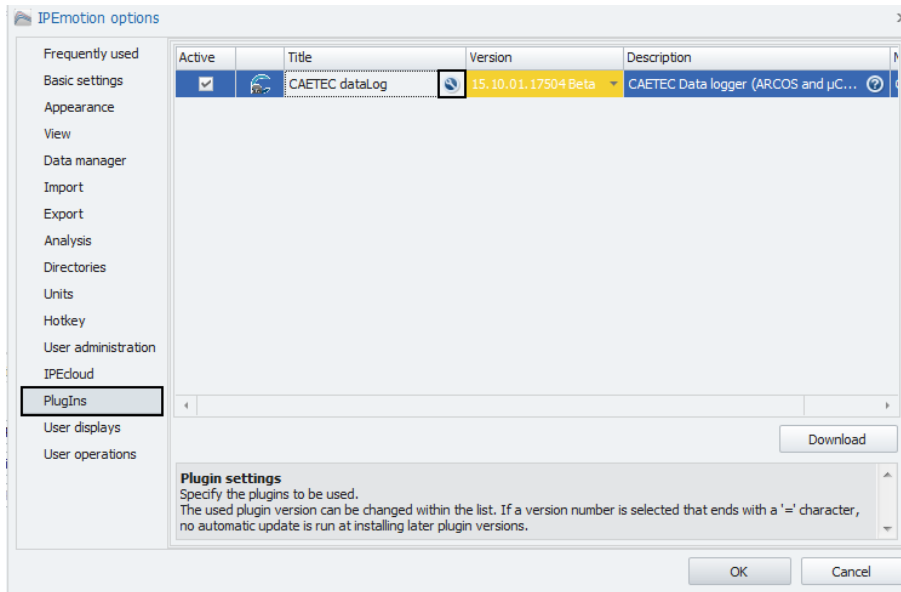 IPEmotion options
Frequently used
Basic settings
Appearance
View
Data manager
Import
Export
Analysis
Directories
Units
Hotkey
User administration
IPEcloud
PlugIns
User displays
User operations
Active Title Version Description
CAETEC dataLog 15.10.01.17504 Beta CAETEC Data logger (ARCOS and µC...
Download
Plugin settings
Specify the plugins to be used.
The used plugin version can be changed within the list. If a version number is selected that ends with a '=' character,
no automatic update is run at installing later plugin versions.
OK Cancel